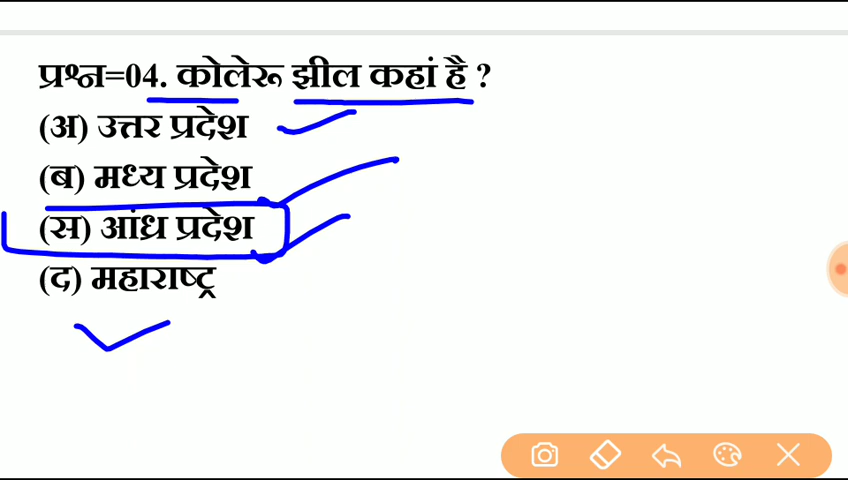 प्रश्न=04. कोलेरू झील कहां है ?
(अ) उत्तर प्रदेश
(ब) मध्य प्रदेश
(स) आंध्र प्रदेश
(द) महाराष्ट्र